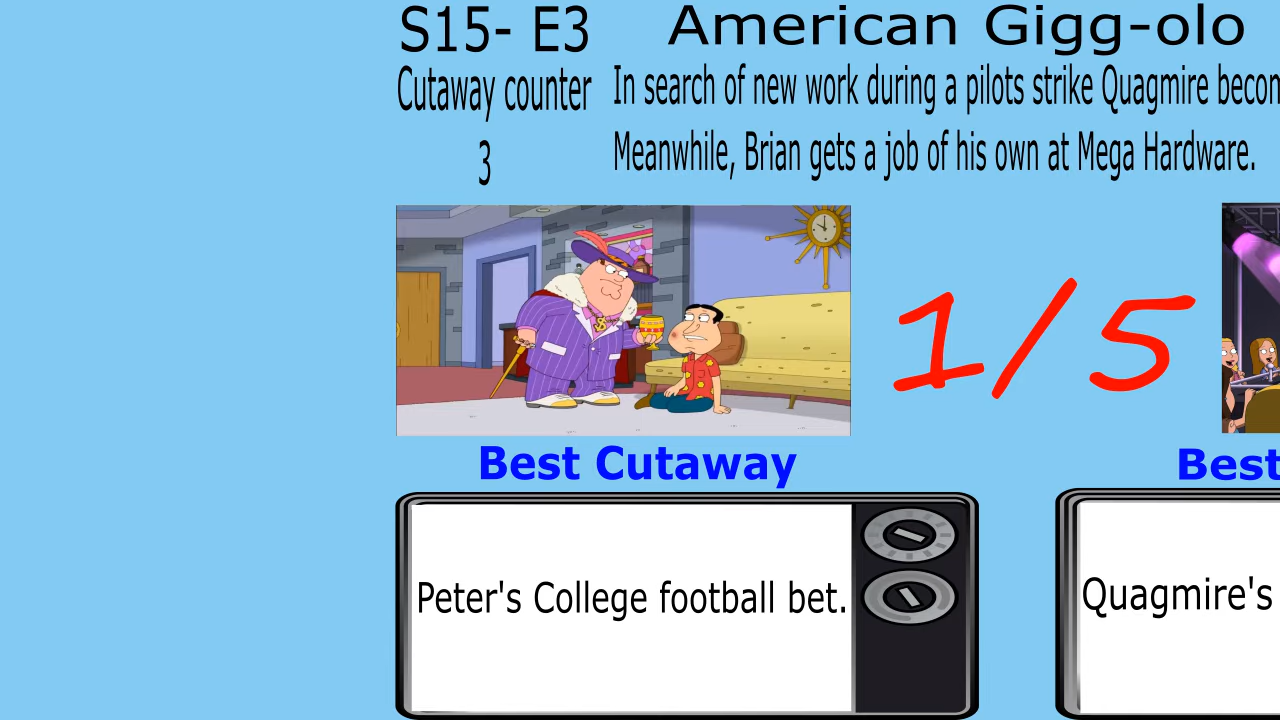 S15- E3
American Gigg-olo
Cutaway counter
In search of new work during a pilots strike Quagmire
3
Meanwhile, Brian gets a job of his own at Mega Hardware.
1/5
Best Cutaway
Best
Peter's College football bet.
Quagmire's